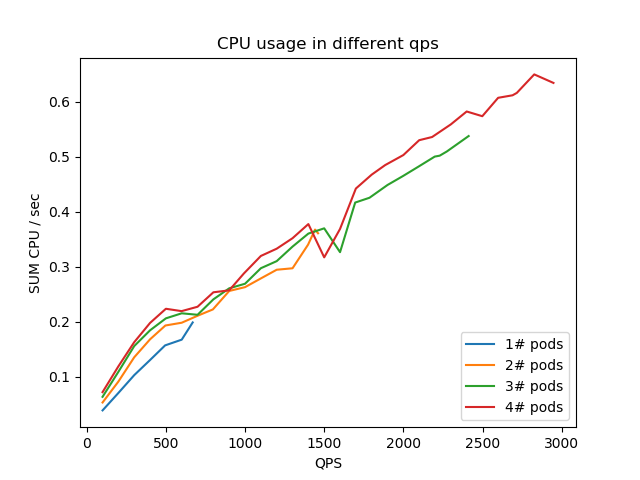 CPU usage in different qps
SUM CPU / sec
0.6
0.5
0.4
0.3
0.2
0.1
0
500
1000
1500
2000
2500
3000
QPS
1# pods
2# pods
3# pods
4# pods